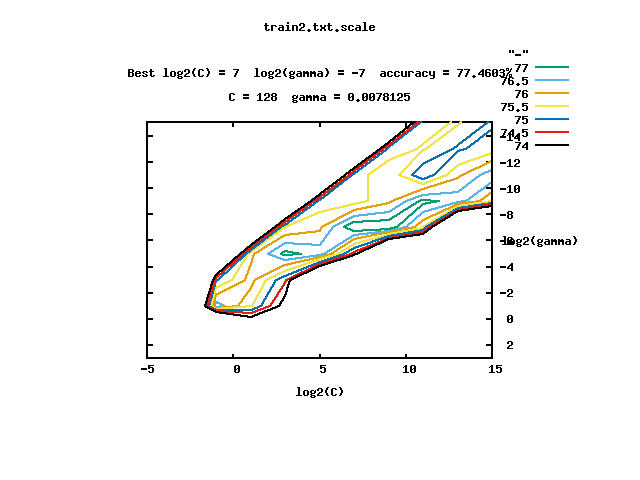 train2.txt.scale
"-"
Best log2(C) = 7 log2(gamma) = -7 accuracy = 77.4603%
77
76.5
C = 128 gamma = 0.0078125
76
75.5
75
74.5
74
-14
-12
-10
-8
-6
log2(gamma)
-4
-2
0
2
-5 0 5 10 15
log2(C)